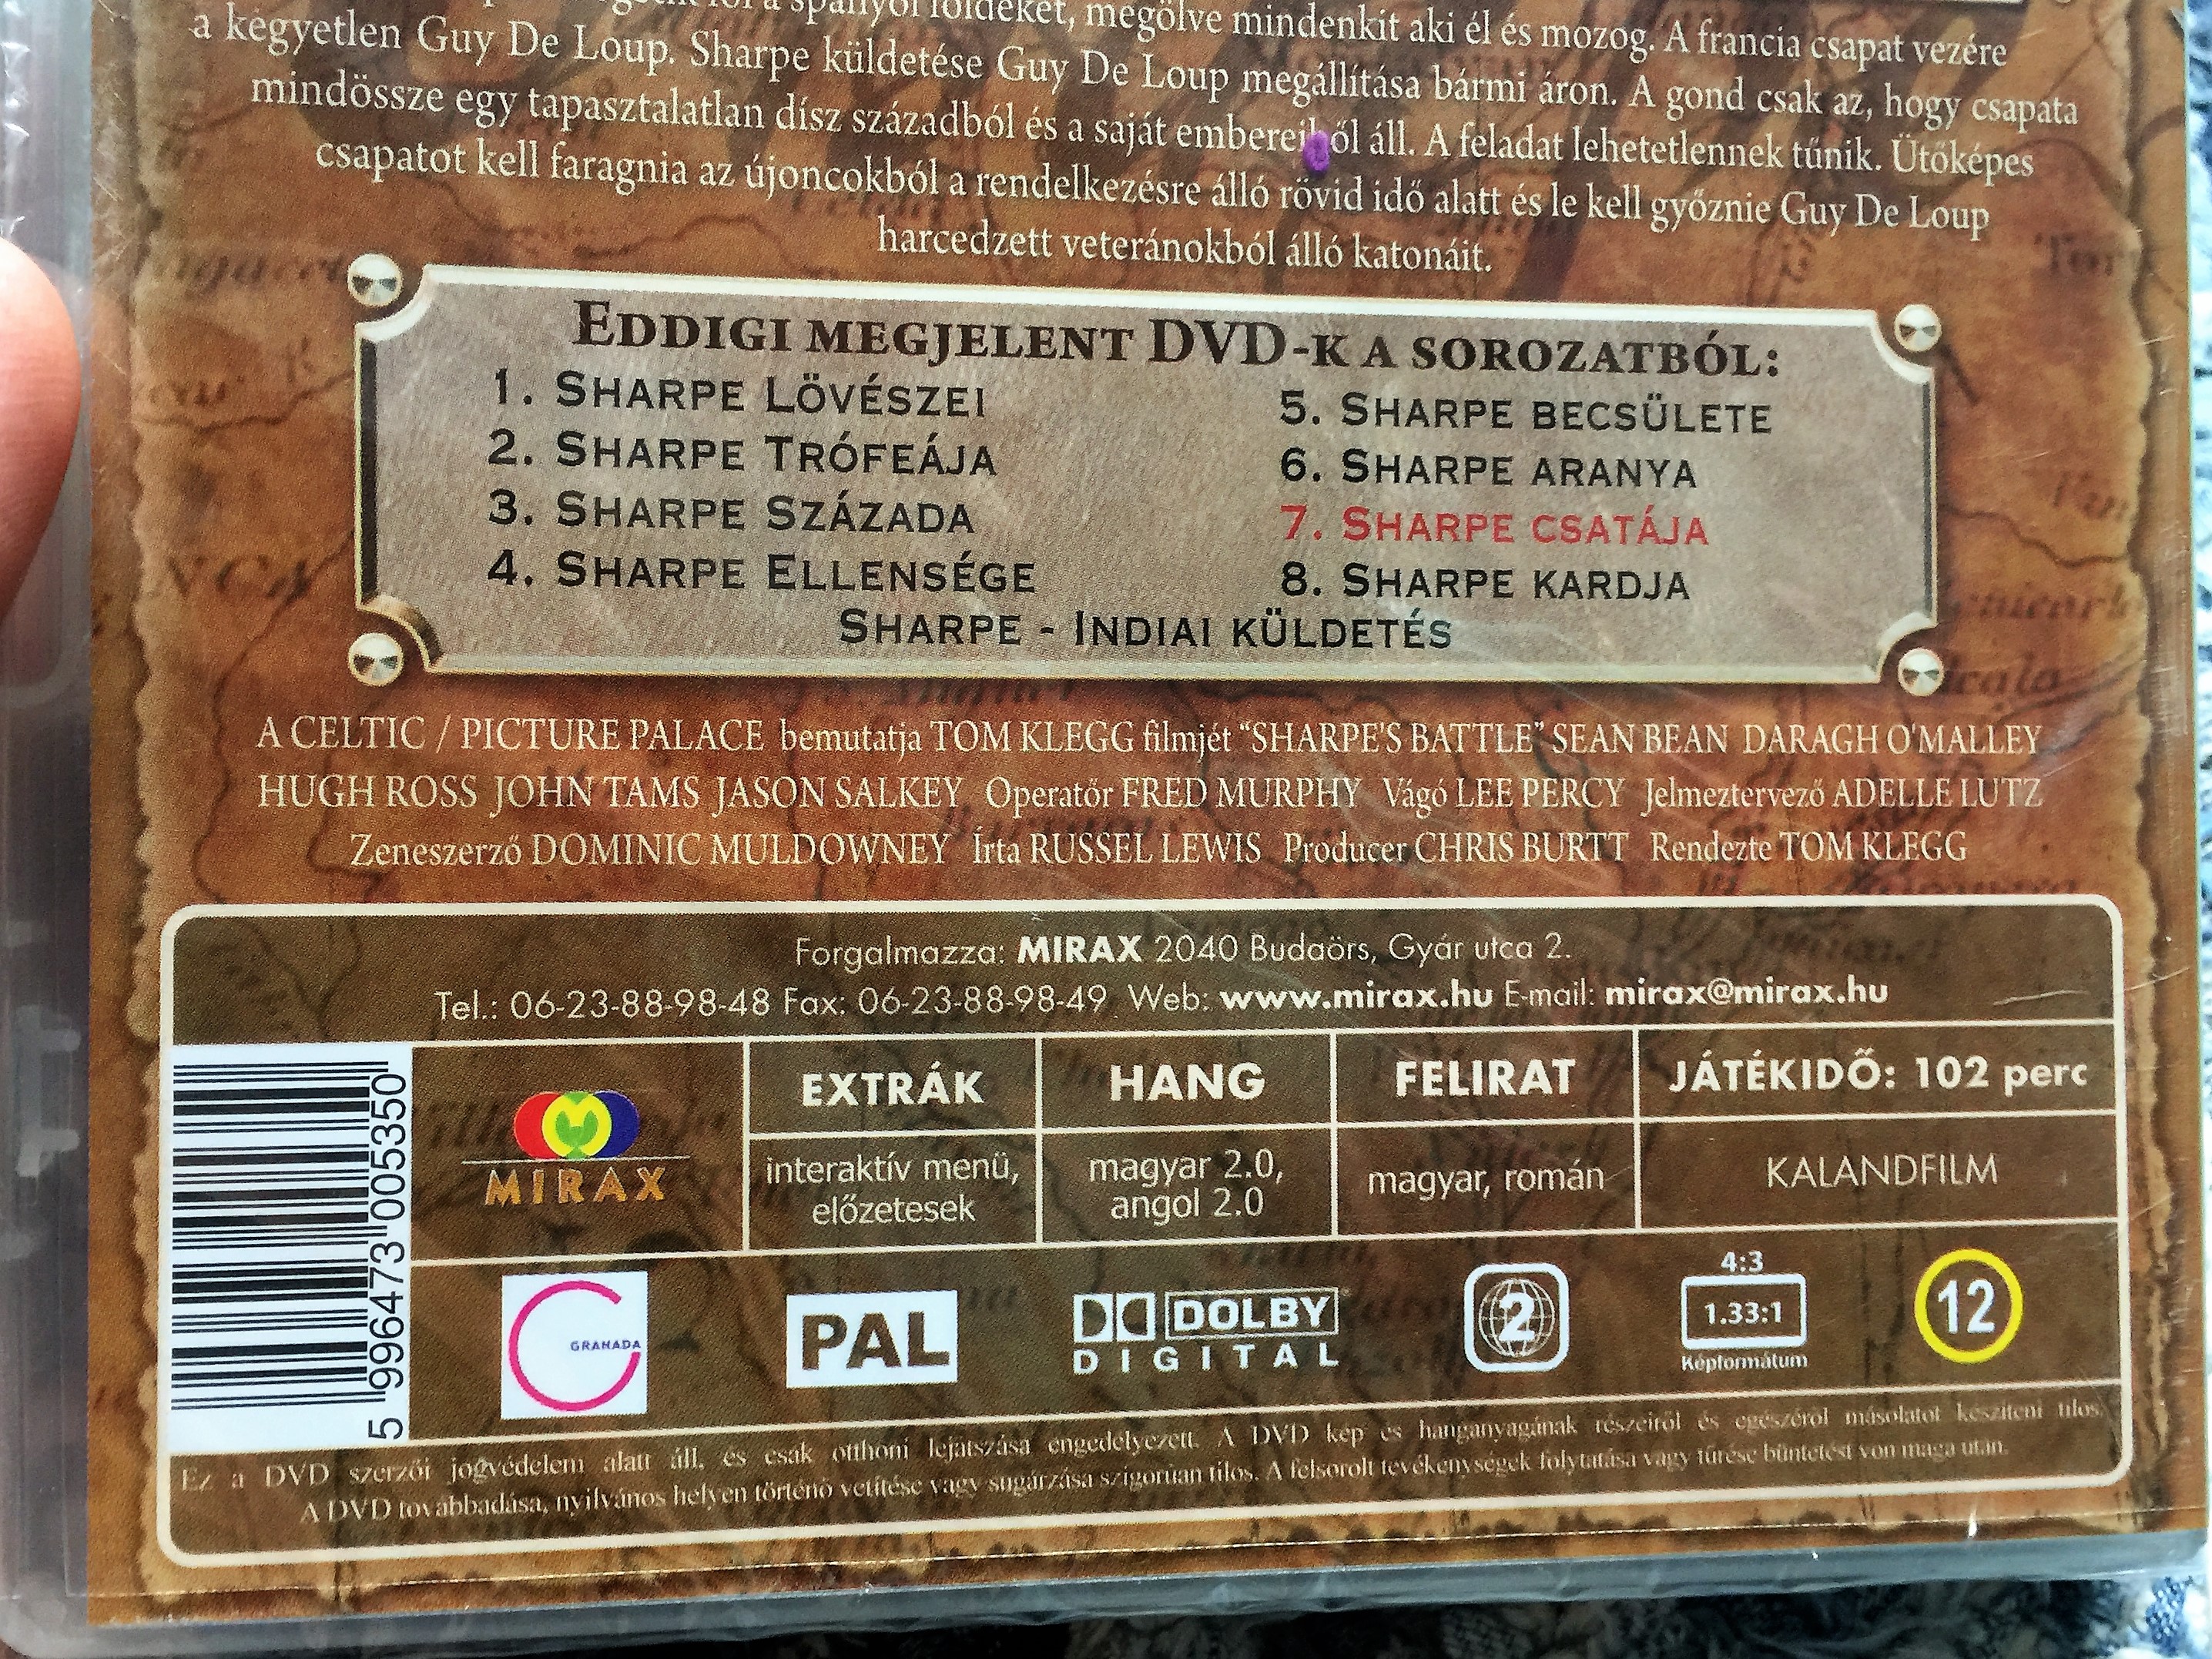 a spanyol földeket, megölve mindenkit aki él és mozog. A francia csapat vezére
a kegyetlen Guy De Loup. Sharpe küldetése Guy De Loup megállítása bármi áron. A gond csak az, hogy csapata
mindössze egy tapasztalatlan dísz századból és a saját embereiből áll. A feladat lehetetlennek tűnik. Ütőképes
csapatot kell faragnia az újoncokból a rendelkezésre álló rövid idő alatt és le kell győznie Guy De Loup
harcedzett veteránokból álló katonáit.
EDDIGI MEGJELENT DVD-K A SOROZATBÓL:
1. SHARPE LÖVÉSZEI
2. SHARPE TRÓFEÁJA
3. SHARPE SZÁZADA
4. SHARPE ELLENSÉGE
5. SHARPE BECSÜLETE
6. SHARPE ARANYA
7. SHARPE CSATÁJA
8. SHARPE KARDJA
SHARPE - INDIAI KÜLDETÉS
A CELTIC / PICTURE PALACE bemutatja TOM KLEGG filmjét "SHARPE'S BATTLE" SEAN BEAN DARAGH O'MALLEY
HUGH ROSS JOHN TAMS JASON SALKEY Operatőr FRED MURPHY Vágó LEE PERCY Jelmeztervező ADELLE LUTZ
Zeneszerző DOMINIC MULDOWNEY Írta RUSSEL LEWIS Producer CHRIS BURTT Rendezte TOM KLEGG
Forgalmazza: MIRAX 2040 Budaörs, Gyár utca 2.
Tel.: 06-23-88-98-48 Fax: 06-23-88-98-49 Web: www.mirax.hu E-mail: mirax@mirax.hu
5 996473 005350
MIRAX
EXTRÁK
interaktív menü,
előzetesek
HANG
magyar 2.0,
angol 2.0
FELIRAT
magyar, román
JÁTÉKIDŐ: 102 perc
KALANDFILM
GRANADA
PAL
DOLBY
DIGITAL
2
4:3
1.33:1
Képformátum
12
Ez a DVD szerzői jogvédelem alatt áll, és csak otthoni lejátszása engedélyezett. A DVD kép és hanganyagának részeiről és egészéről másolatot készíteni tilos.
A DVD továbbadása, nyilvános helyen történő vetítése vagy sugárzása szigorúan tilos. A felsorolt tevékenységek folytatása vagy tűrése büntetést von maga után.